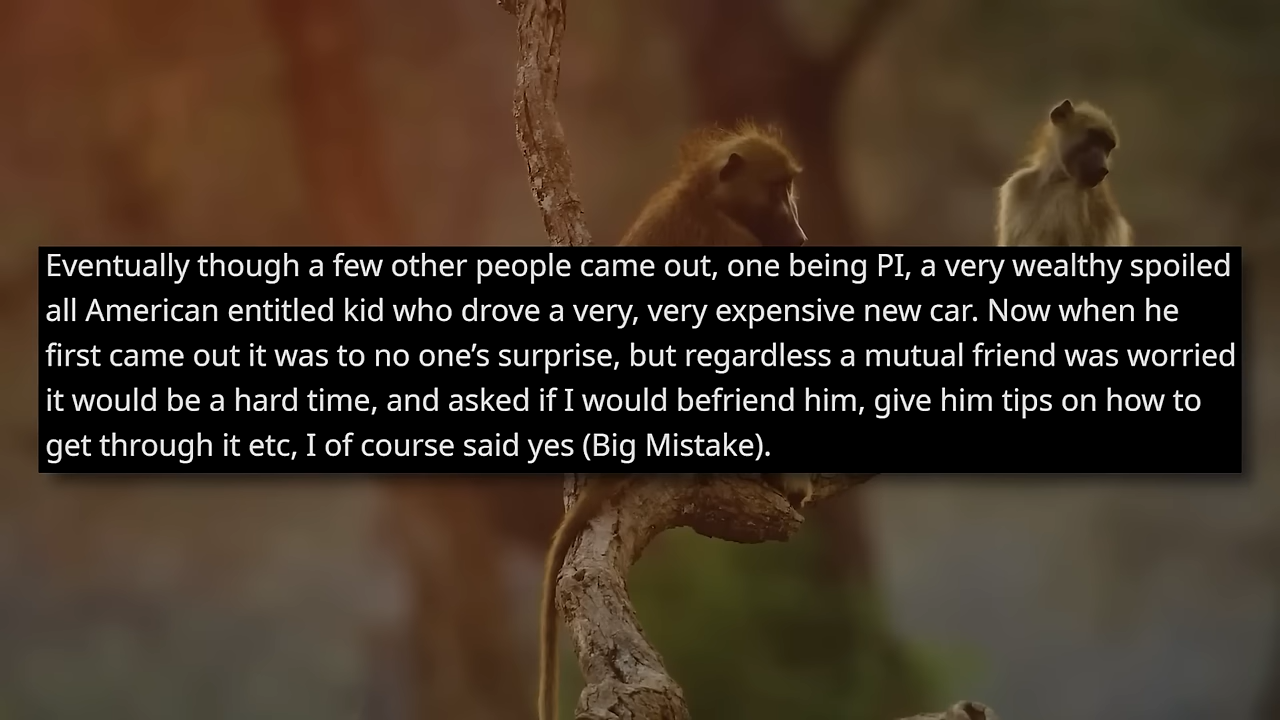 Eventually though a few other people came out, one being PI, a very wealthy spoiled
all American entitled kid who drove a very, very expensive new car. Now when he
first came out it was to no one’s surprise, but regardless a mutual friend was worried
it would be a hard time, and asked if I would befriend him, give him tips on how to
get through it etc, I of course said yes (Big Mistake).